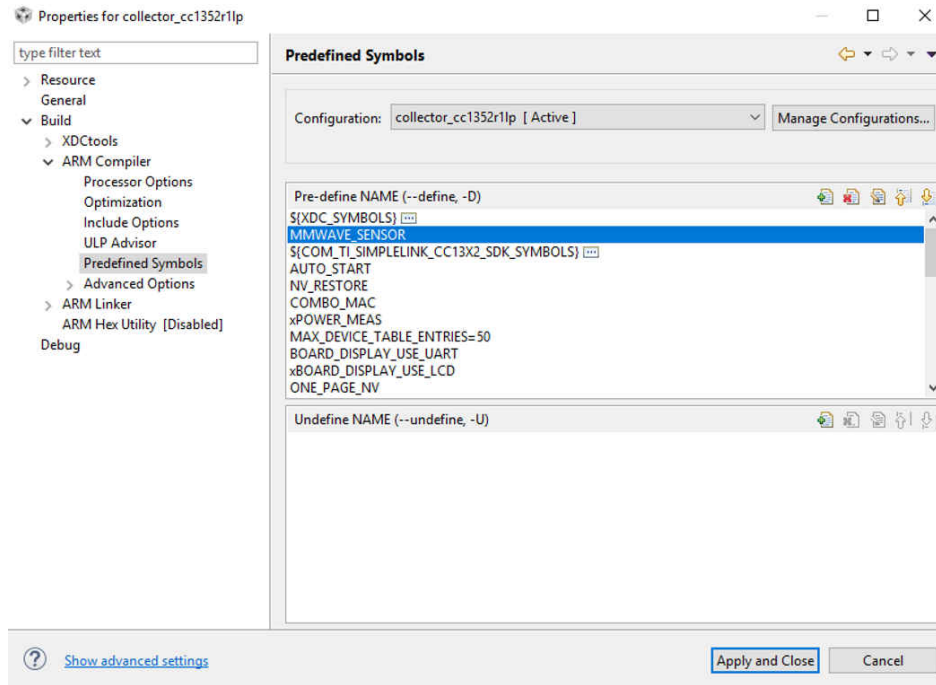 Properties for collector_cc1352r1lp
type filter text
Resource
General
Build
XDCtools
ARM Compiler
Processor Options
Optimization
Include Options
ULP Advisor
Predefined Symbols
Advanced Options
ARM Linker
ARM Hex Utility [Disabled]
Debug
Predefined Symbols
Configuration: collector_cc1352r1lp [ Active ] Manage Configurations...
Pre-define NAME (--define, -D)
${XDC_SYMBOLS}
MMWAVE_SENSOR
${COM_TI_SIMPLELINK_CC13X2_SDK_SYMBOLS}
AUTO_START
NV_RESTORE
COMBO_MAC
xPOWER_MEAS
MAX_DEVICE_TABLE_ENTRIES=50
BOARD_DISPLAY_USE_UART
xBOARD_DISPLAY_USE_LCD
ONE_PAGE_NV
Undefine NAME (--undefine, -U)
Show advanced settings
Apply and Close Cancel